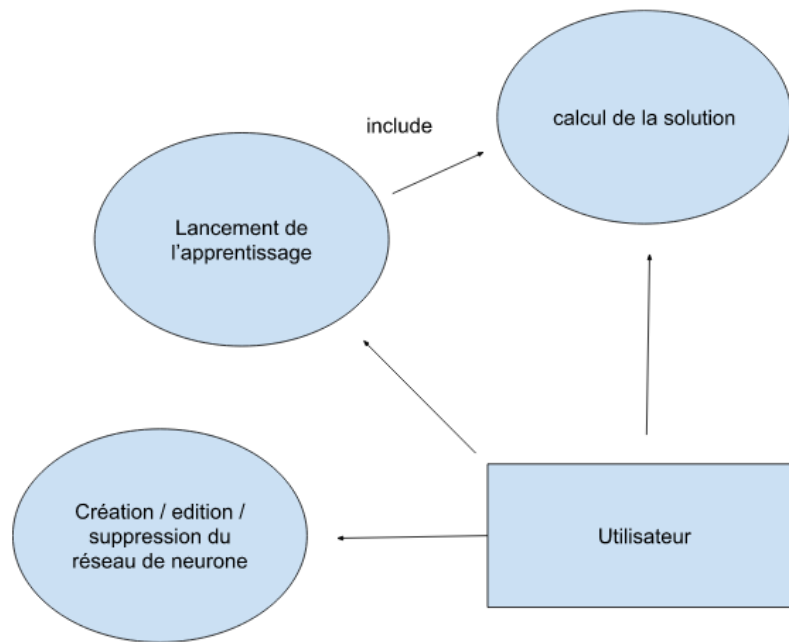 calcul de la solution
include
Lancement de
l'apprentissage
Création / edition /
suppression du
réseau de neurone
Utilisateur